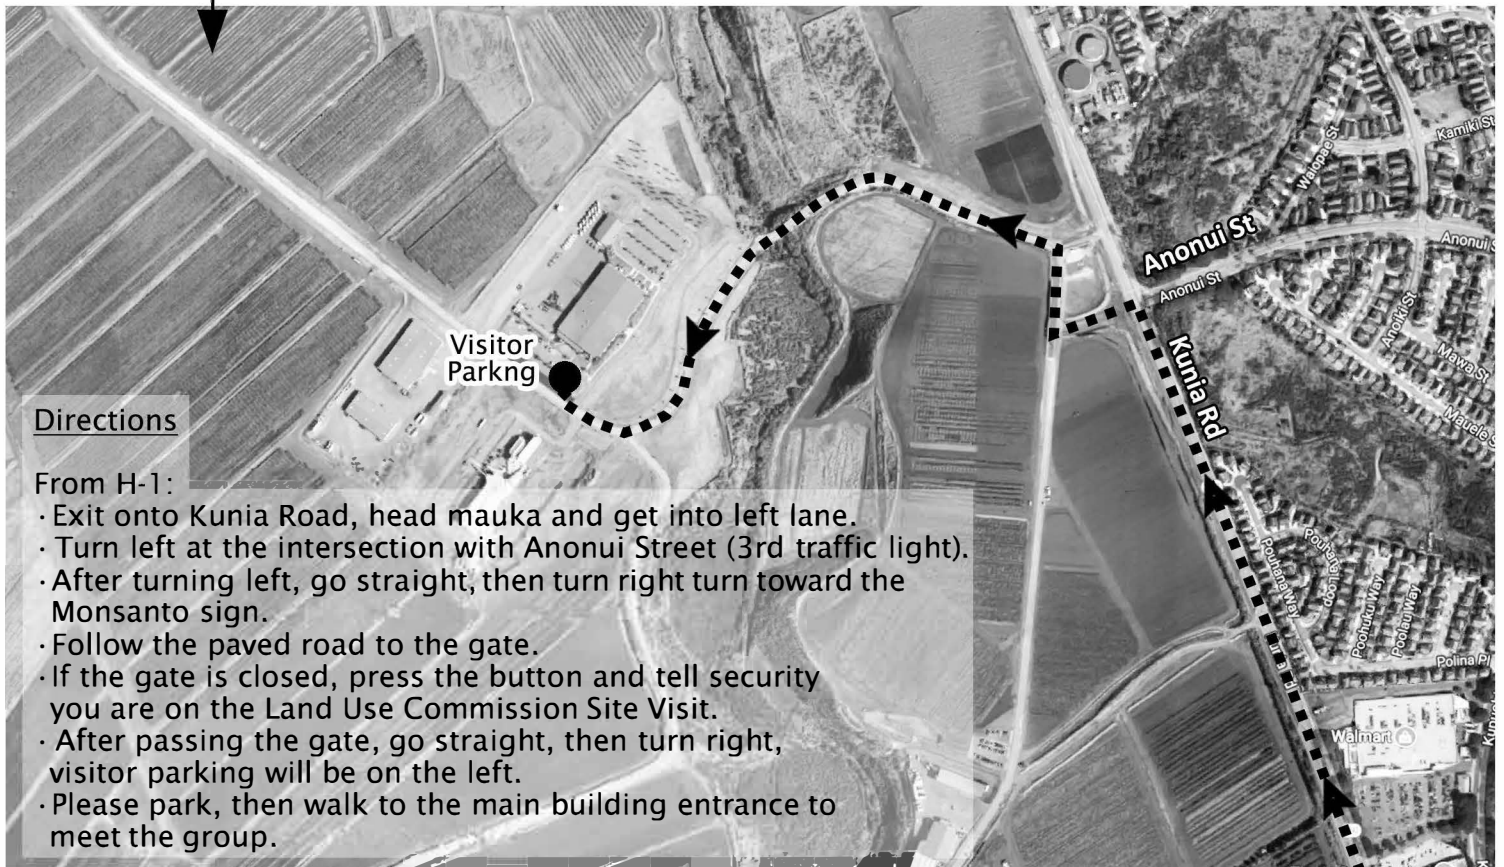 Kamiki St
Waiopae St
Anonui St
Anonui S
Anonui St
Anoiki St
Visitor
Parkng
Kunia Rd
Mawa St
Mauele S
Directions
From H-1:
· Exit onto Kunia Road, head mauka and get into left lane.
· Turn left at the intersection with Anonui Street (3rd traffic light).
· After turning left, go straight, then turn right turn toward the
Monsanto sign.
· Follow the paved road to the gate.
· If the gate is closed, press the button and tell security
you are on the Land Use Commission Site Visit.
· After passing the gate, go straight, then turn right,
visitor parking will be on the left.
· Please park, then walk to the main building entrance to
meet the group.
Pouhana Way
Loop
Poohuku Way
Poolau Way
Polina Pl
Walmart